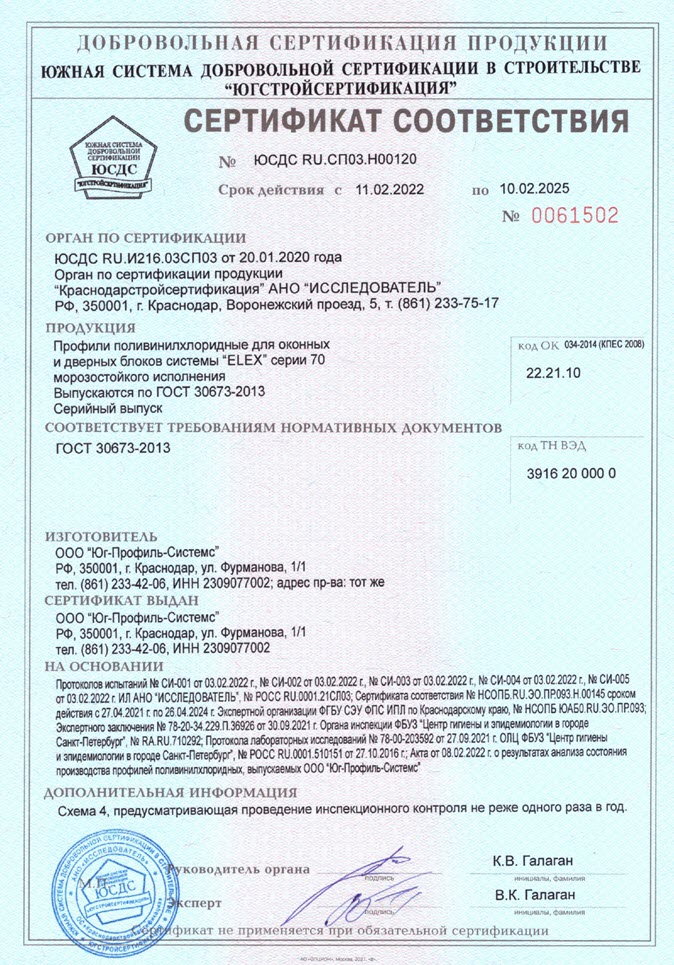 ДОБРОВОЛЬНАЯ СЕРТИФИКАЦИЯ ПРОДУКЦИИ
ЮЖНАЯ СИСТЕМА ДОБРОВОЛЬНОЙ СЕРТИФИКАЦИИ В СТРОИТЕЛЬСТВЕ
“ЮГСТРОЙСЕРТИФИКАЦИЯ”
СЕРТИФИКАТ СООТВЕТСТВИЯ
ЮЖНАЯ СИСТЕМА
ДОБРОВОЛЬНОЙ
СЕРТИФИКАЦИИ
ЮСДС
"ЮГСТРОЙСЕРТИФИКАЦИЯ"
№ ЮСДС RU.СП03.Н00120
Срок действия с 11.02.2022 по 10.02.2025
№ 0061502
ОРГАН ПО СЕРТИФИКАЦИИ
ЮСДС RU.И216.03СП03 от 20.01.2020 года
Орган по сертификации продукции
“Краснодарстройсертификация” АНО “ИССЛЕДОВАТЕЛЬ”
РФ, 350001, г. Краснодар, Воронежский проезд, 5, т. (861) 233-75-17
ПРОДУКЦИЯ
Профили поливинилхлоридные для оконных
и дверных блоков системы “ELEX” серии 70
морозостойкого исполнения
Выпускаются по ГОСТ 30673-2013
Серийный выпуск
код ОК 034-2014 (КПЕС 2008)
22.21.10
СООТВЕТСТВУЕТ ТРЕБОВАНИЯМ НОРМАТИВНЫХ ДОКУМЕНТОВ
ГОСТ 30673-2013
код ТН ВЭД
3916 20 000 0
ИЗГОТОВИТЕЛЬ
ООО “Юг-Профиль-Системс”
РФ, 350001, г. Краснодар, ул. Фурманова, 1/1
тел. (861) 233-42-06, ИНН 2309077002; адрес пр-ва: тот же
СЕРТИФИКАТ ВЫДАН
ООО “Юг-Профиль-Системс”
РФ, 350001, г. Краснодар, ул. Фурманова, 1/1
тел. (861) 233-42-06, ИНН 2309077002
НА ОСНОВАНИИ
Протоколов испытаний № СИ-001 от 03.02.2022 г., № СИ-002 от 03.02.2022 г., № СИ-003 от 03.02.2022 г., № СИ-004 от 03.02.2022 г., № СИ-005
от 03.02.2022 г. ИЛ АНО “ИССЛЕДОВАТЕЛЬ”, № РОСС RU.0001.21СЛ03; Сертификата соответствия № НСОПБ.RU.ЭО.ПР.093.Н.00145 сроком
действия с 27.04.2021 г. по 26.04.2024 г. Экспертной организации ФГБУ СЭУ ФПС ИПЛ по Краснодарскому краю, № НСОПБ ЮАБ0.RU.ЭО.ПР.093;
Экспертного заключения № 78-20-34.229.П.36926 от 30.09.2021 г. Органа инспекции ФБУЗ "Центр гигиены и эпидемиологии в городе
Санкт-Петербург", № RA.RU.710292; Протокола лабораторных исследований № 78-00-203592 от 27.09.2021 г. ОЛЦ ФБУЗ "Центр гигиены
и эпидемиологии в городе Санкт-Петербург", № РОСС RU.0001.510151 от 27.10.2016 г.; Акта от 08.02.2022 г. о результатах анализа состояния
производства профилей поливинилхлоридных, выпускаемых ООО “Юг-Профиль-Системс”
ДОПОЛНИТЕЛЬНАЯ ИНФОРМАЦИЯ
Схема 4, предусматривающая проведение инспекционного контроля не реже одного раза в год.
М.П.
Руководитель органа
подпись
К.В. Галаган
инициалы, фамилия
Эксперт
подпись
В.К. Галаган
инициалы, фамилия
АНО «ИССЛЕДОВАТЕЛЬ»
ЮСДС
"ЮГСТРОЙСЕРТИФИКАЦИЯ"
Сертификат не применяется при обязательной сертификации